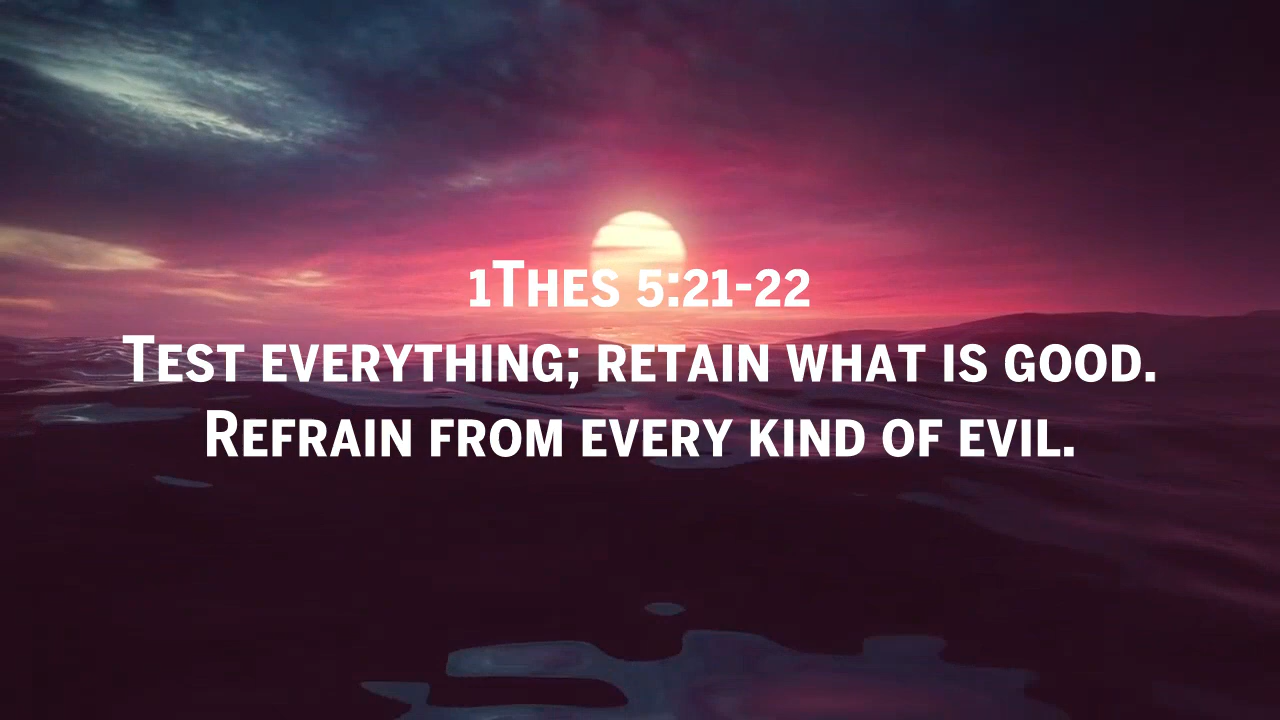 1Thes 5:21-22
Test everything; retain what is good.
Refrain from every kind of evil.